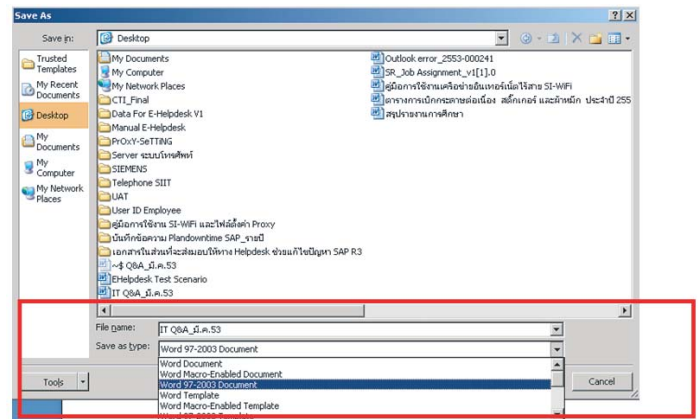 Save As
Save in:
Desktop
Trusted Templates
My Recent Documents
Desktop
My Documents
My Computer
My Network Places
My Documents
My Computer
My Network Places
CTI_Final
Data For E-Helpdesk V1
Manual E-Helpdesk
PrOxY-SeTTiNG
Server ระบบโทรศัพท์
SIEMENS
Telephone SIIT
UAT
User ID Employee
คู่มือการใช้งาน SI-WiFi และไฟล์ตั้งค่า Proxy
บันทึกข้อความ Plandowntime SAP_รายปี
เอกสารในส่วนที่จะส่งมอบให้ทาง Helpdesk ช่วยแก้ไขปัญหา SAP R3
~$ Q&A_มี.ค.53
EHelpdesk Test Scenario
IT Q&A_มี.ค.53
Outlook error_2553-000241
SR_Job Assignment_v1[1].0
คู่มือการใช้งานเครือข่ายอินเทอร์เน็ตไร้สาย SI-WiFi
ตารางการเบิกกระดาษต่อเนื่อง สติ๊กเกอร์ และผ้าหมึก ประจำปี 255
สรุปรายงานการศึกษา
File name:
IT Q&A_มี.ค.53
Save as type:
Word 97-2003 Document
Word Document
Word Macro-Enabled Document
Word 97-2003 Document
Word Template
Word Macro-Enabled Template
Word 97-2003 Template
Tools
Cancel